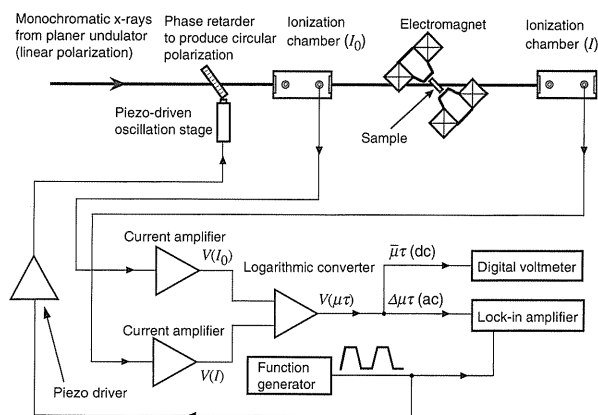 Monochromatic x-rays
from planer undulator
(linear polarization)
Phase retarder
to produce circular
polarization
Ionization
chamber (I₀)
Electromagnet
Ionization
chamber (I)
Piezo-driven
oscillation stage
Sample
Current amplifier
V(I₀)
Logarithmic converter
μ̄τ (dc)
Digital voltmeter
V(μτ)
Δμτ (ac)
Lock-in amplifier
Current amplifier
V(I)
Function
generator
Piezo driver